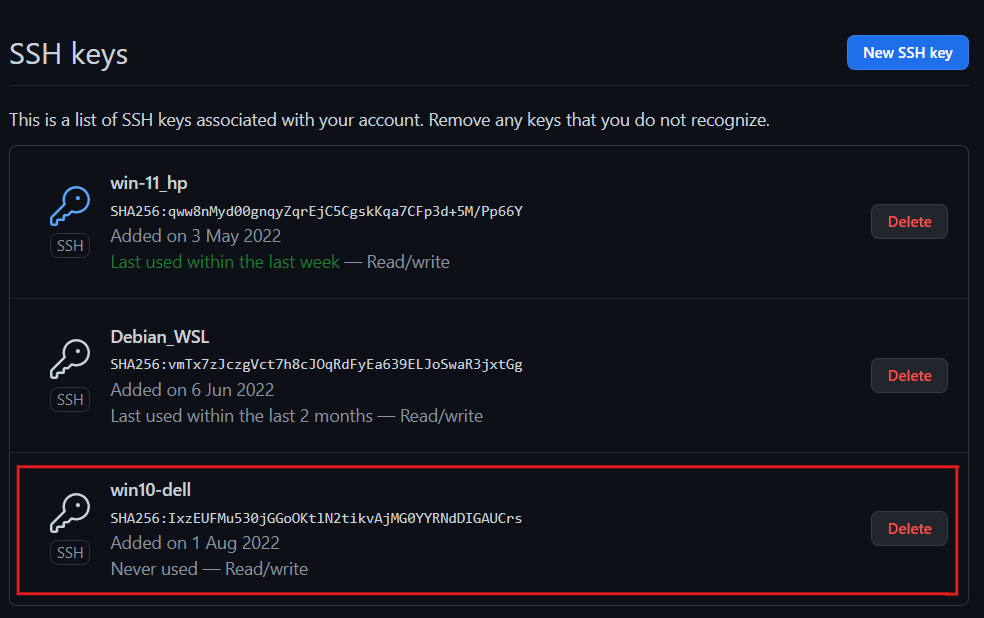 SSH keys
New SSH key
This is a list of SSH keys associated with your account. Remove any keys that you do not recognize.
win-11_hp
SHA256:qww8nMyd00gnqyZqrEjC5CgskKqa7CFp3d+5M/Pp66Y
Added on 3 May 2022
Last used within the last week — Read/write
SSH
Delete
Debian_WSL
SHA256:vmTx7zJczgVct7h8cJOqRdFyEa639ELJoSwaR3jxtGg
Added on 6 Jun 2022
Last used within the last 2 months — Read/write
SSH
Delete
win10-dell
SHA256:IxzEUFMu530jGGoOKtlN2tikvAjMG0YYRNdDIGAUCrs
Added on 1 Aug 2022
Never used — Read/write
SSH
Delete